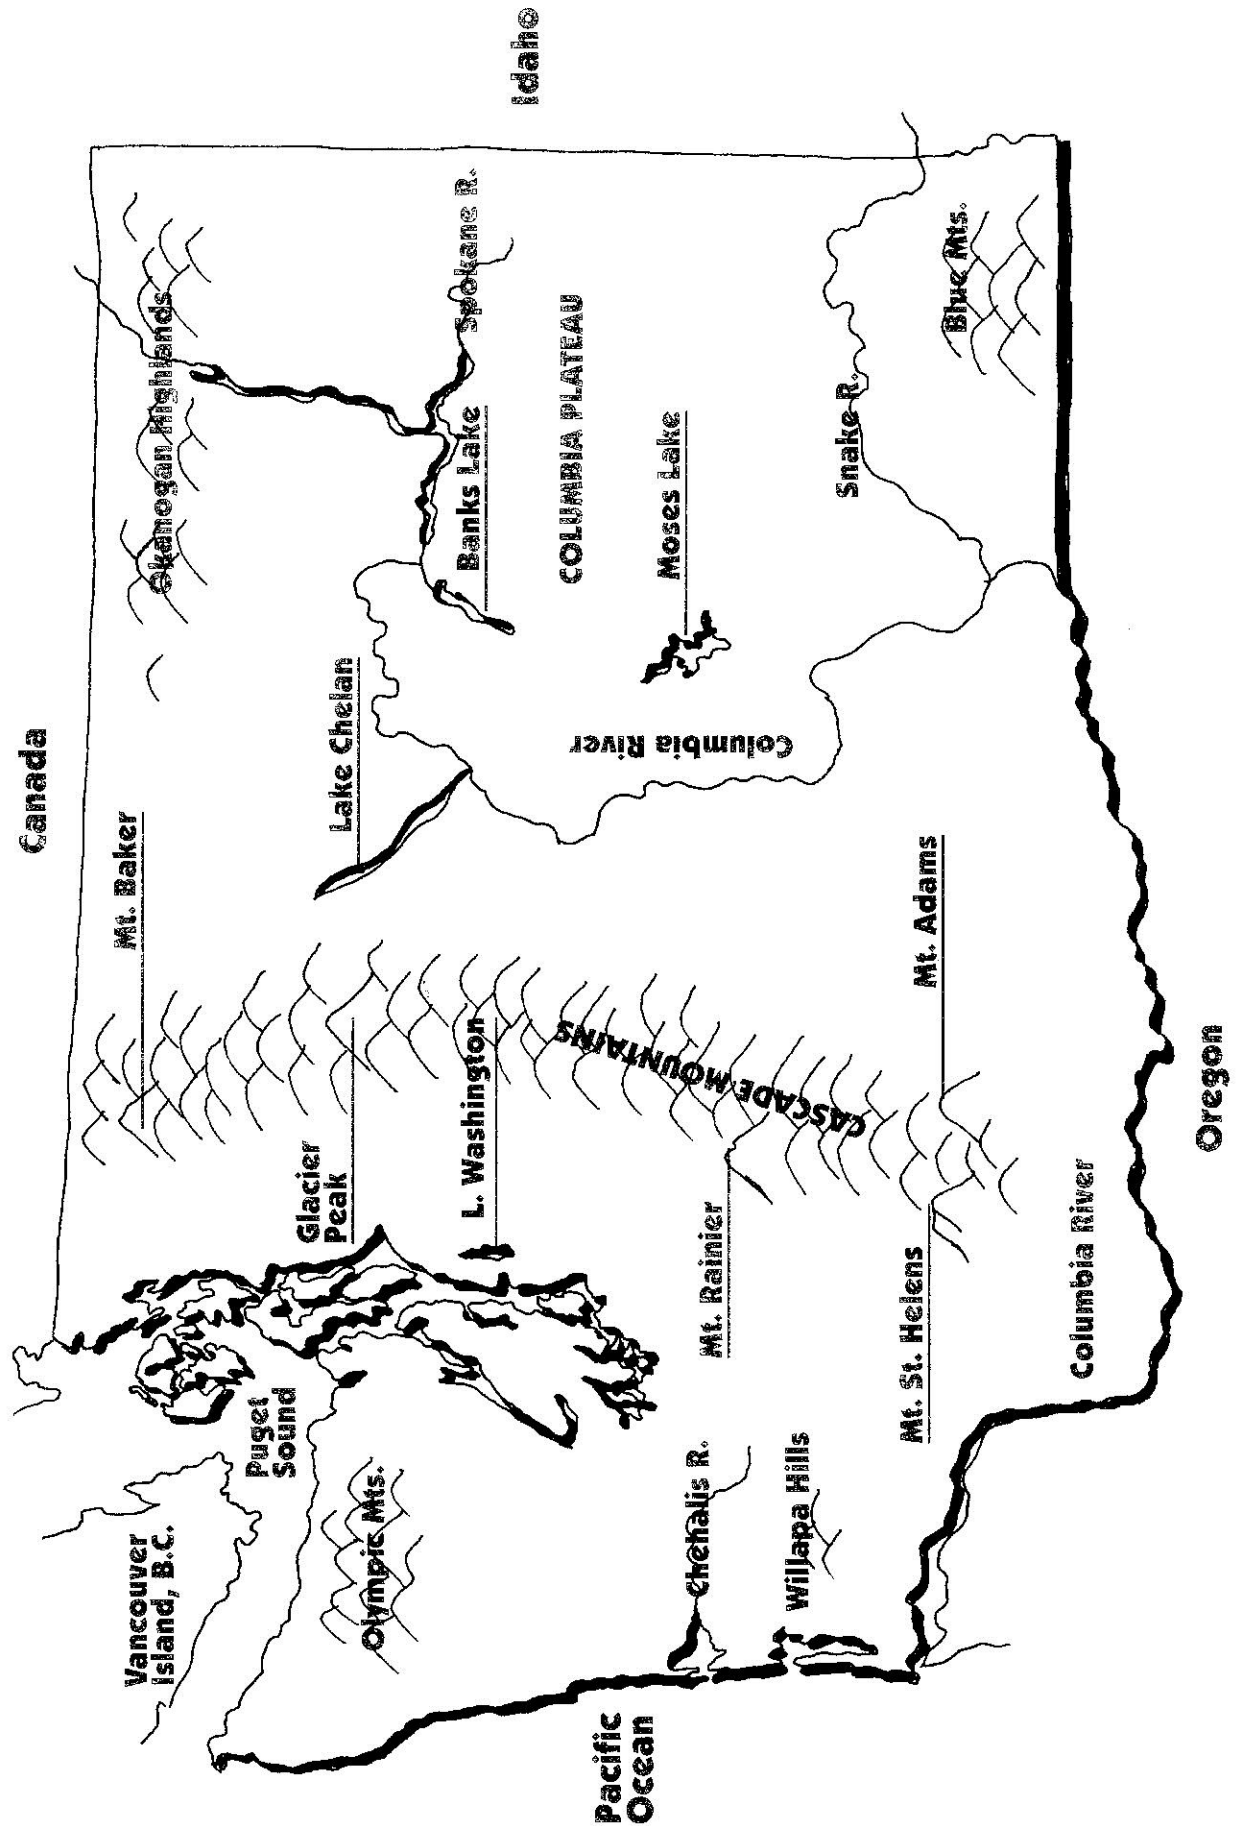 Canada
Vancouver
Island, B.C.
Mt. Baker
Okanogan Highlands
Puget
Sound
Glacier
Peak
Lake Chelan
Olympic Mts.
L. Washington
Banks Lake
Spokane R.
Idaho
COLUMBIA PLATEAU
CASCADE MOUNTAINS
Columbia River
Pacific
Ocean
Moses Lake
Chehalis R.
Mt. Rainier
Willapa Hills
Snake R.
Mt. St. Helens
Mt. Adams
Blue Mts.
Columbia River
Oregon